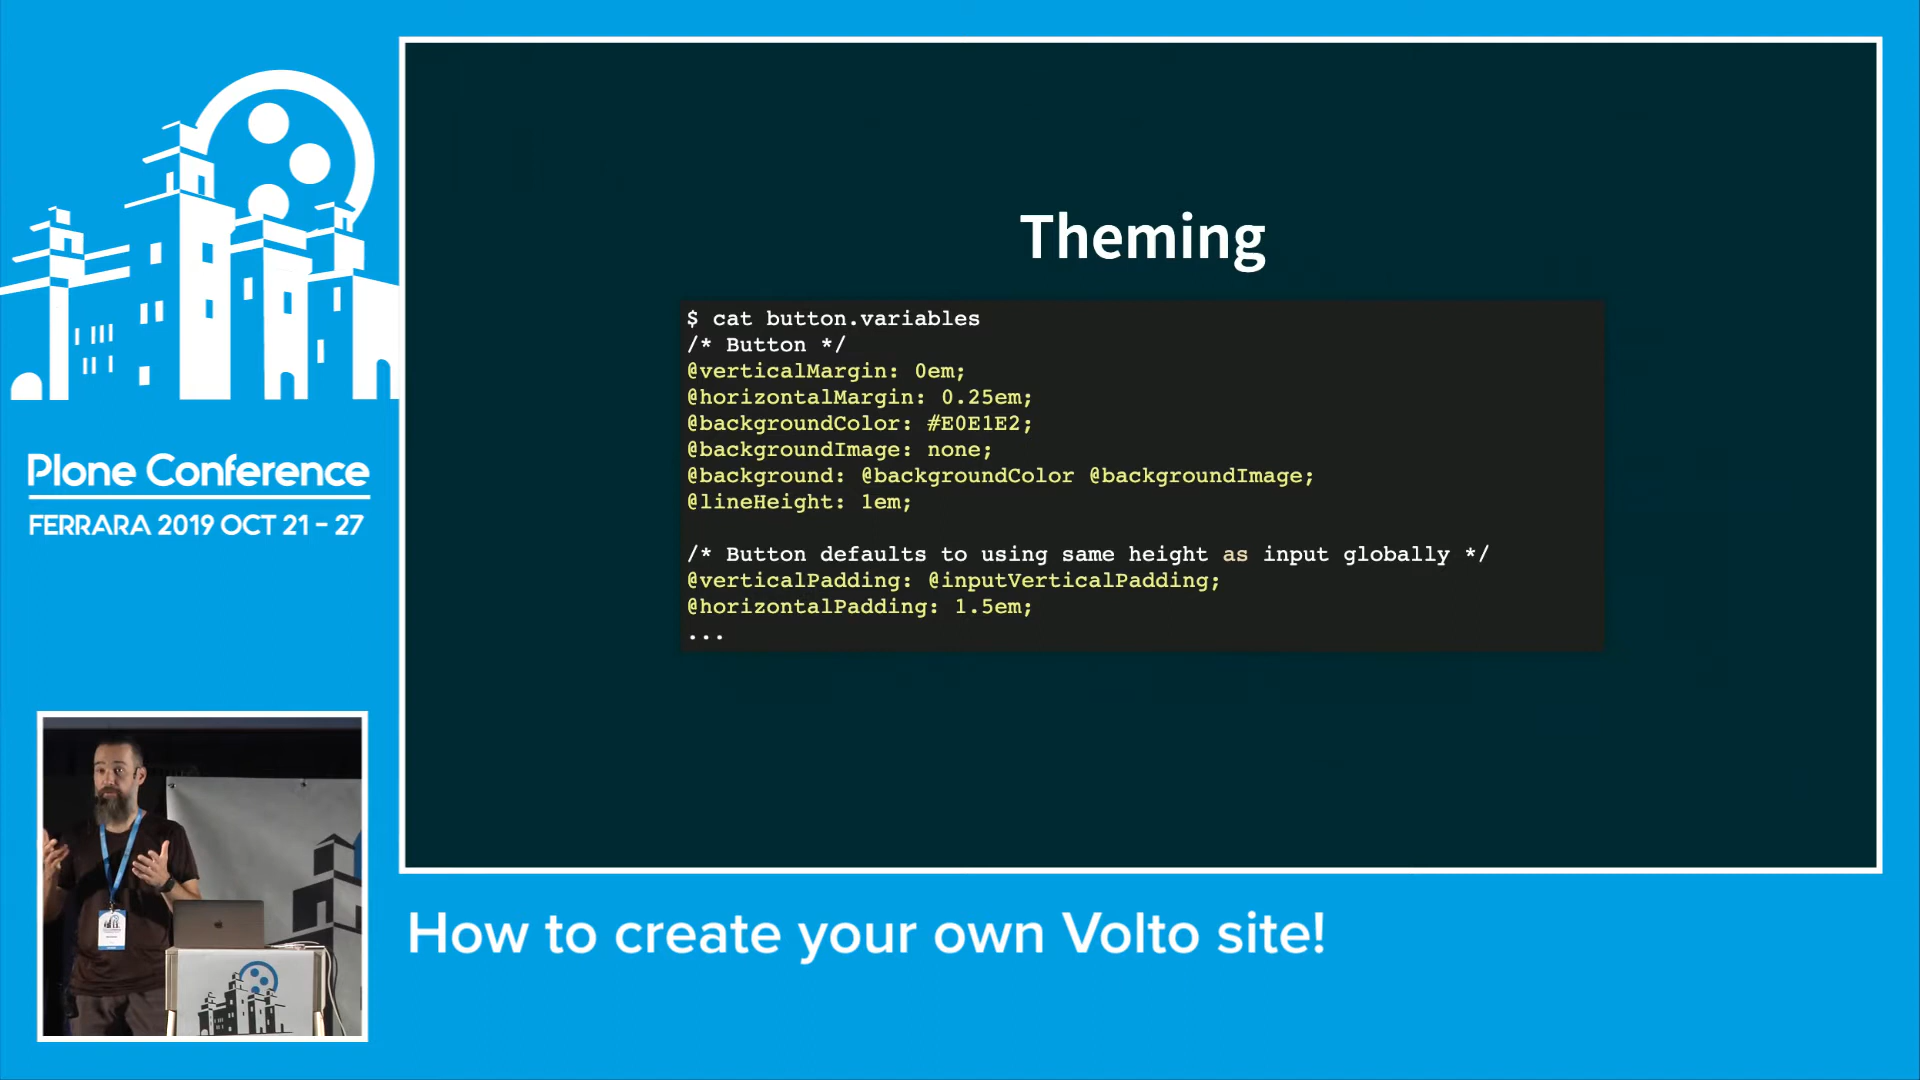 Plone Conference
FERRARA 2019 OCT 21 - 27
Theming
$ cat button.variables
/* Button */
@verticalMargin: 0em;
@horizontalMargin: 0.25em;
@backgroundColor: #E0E1E2;
@backgroundImage: none;
@background: @backgroundColor @backgroundImage;
@lineHeight: 1em;
/* Button defaults to using same height as input globally */
@verticalPadding: @inputVerticalPadding;
@horizontalPadding: 1.5em;
...
How to create your own Volto site!